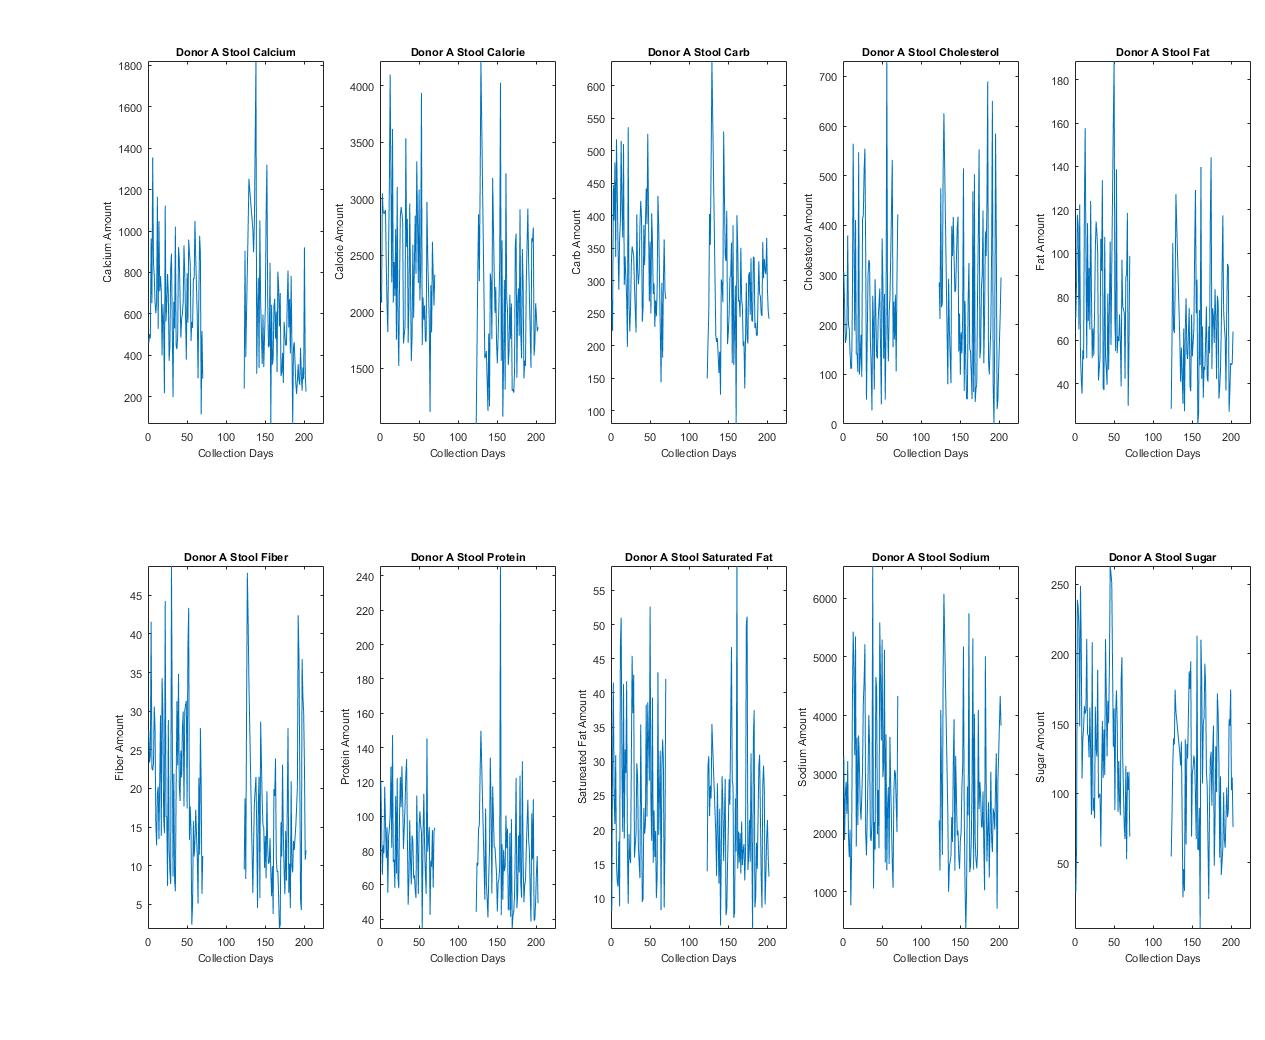 Donor A Stool Calcium
Calcium Amount
1800
1600
1400
1200
1000
800
600
400
200
0 50 100 150 200
Collection Days
Donor A Stool Calorie
Calorie Amount
4000
3500
3000
2500
2000
1500
0 50 100 150 200
Collection Days
Donor A Stool Carb
Carb Amount
600
550
500
450
400
350
300
250
200
150
100
0 50 100 150 200
Collection Days
Donor A Stool Cholesterol
Cholesterol Amount
700
600
500
400
300
200
100
0
0 50 100 150 200
Collection Days
Donor A Stool Fat
Fat Amount
180
160
140
120
100
80
60
40
0 50 100 150 200
Collection Days
Donor A Stool Fiber
Fiber Amount
45
40
35
30
25
20
15
10
5
0 50 100 150 200
Collection Days
Donor A Stool Protein
Protein Amount
240
220
200
180
160
140
120
100
80
60
40
0 50 100 150 200
Collection Days
Donor A Stool Saturated Fat
Satureated Fat Amount
55
50
45
40
35
30
25
20
15
10
0 50 100 150 200
Collection Days
Donor A Stool Sodium
Sodium Amount
6000
5000
4000
3000
2000
1000
0 50 100 150 200
Collection Days
Donor A Stool Sugar
Sugar Amount
250
200
150
100
50
0 50 100 150 200
Collection Days